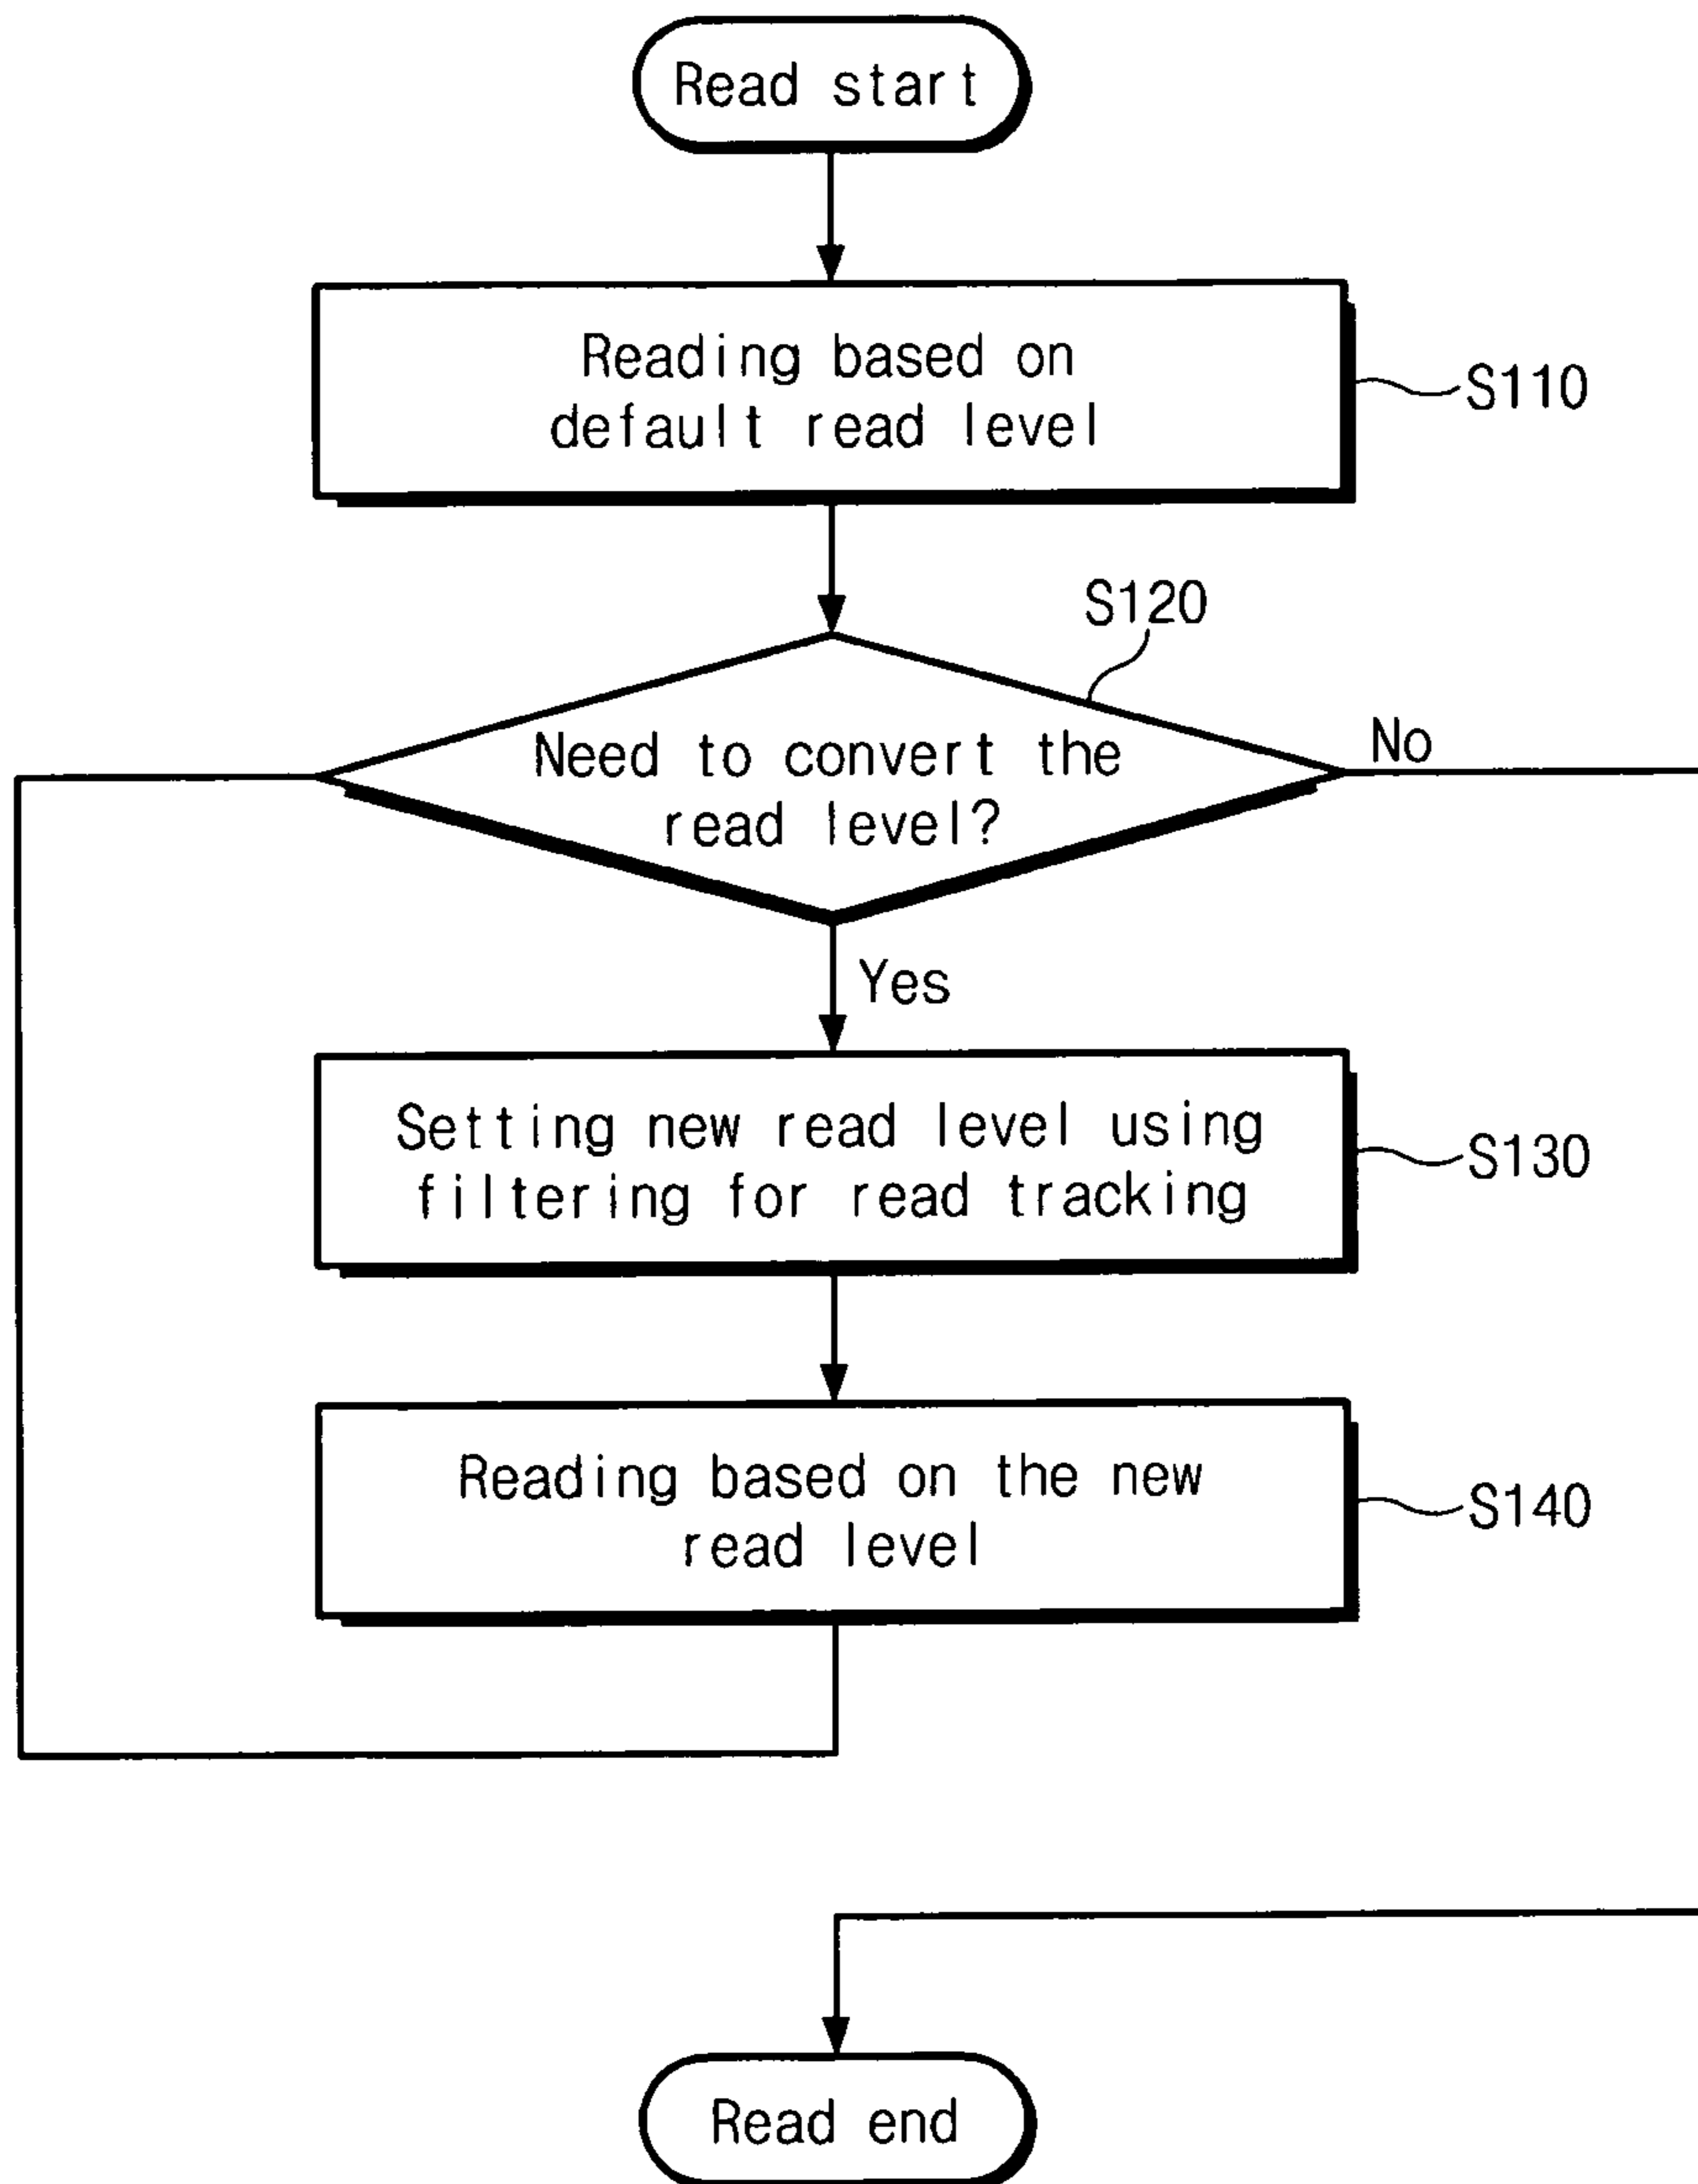 Read start
Reading based on
default read level
S110
S120
Need to convert the
read level?
No
Yes
Setting new read level using
filtering for read tracking
S130
Reading based on the new
read level
S140
Read end